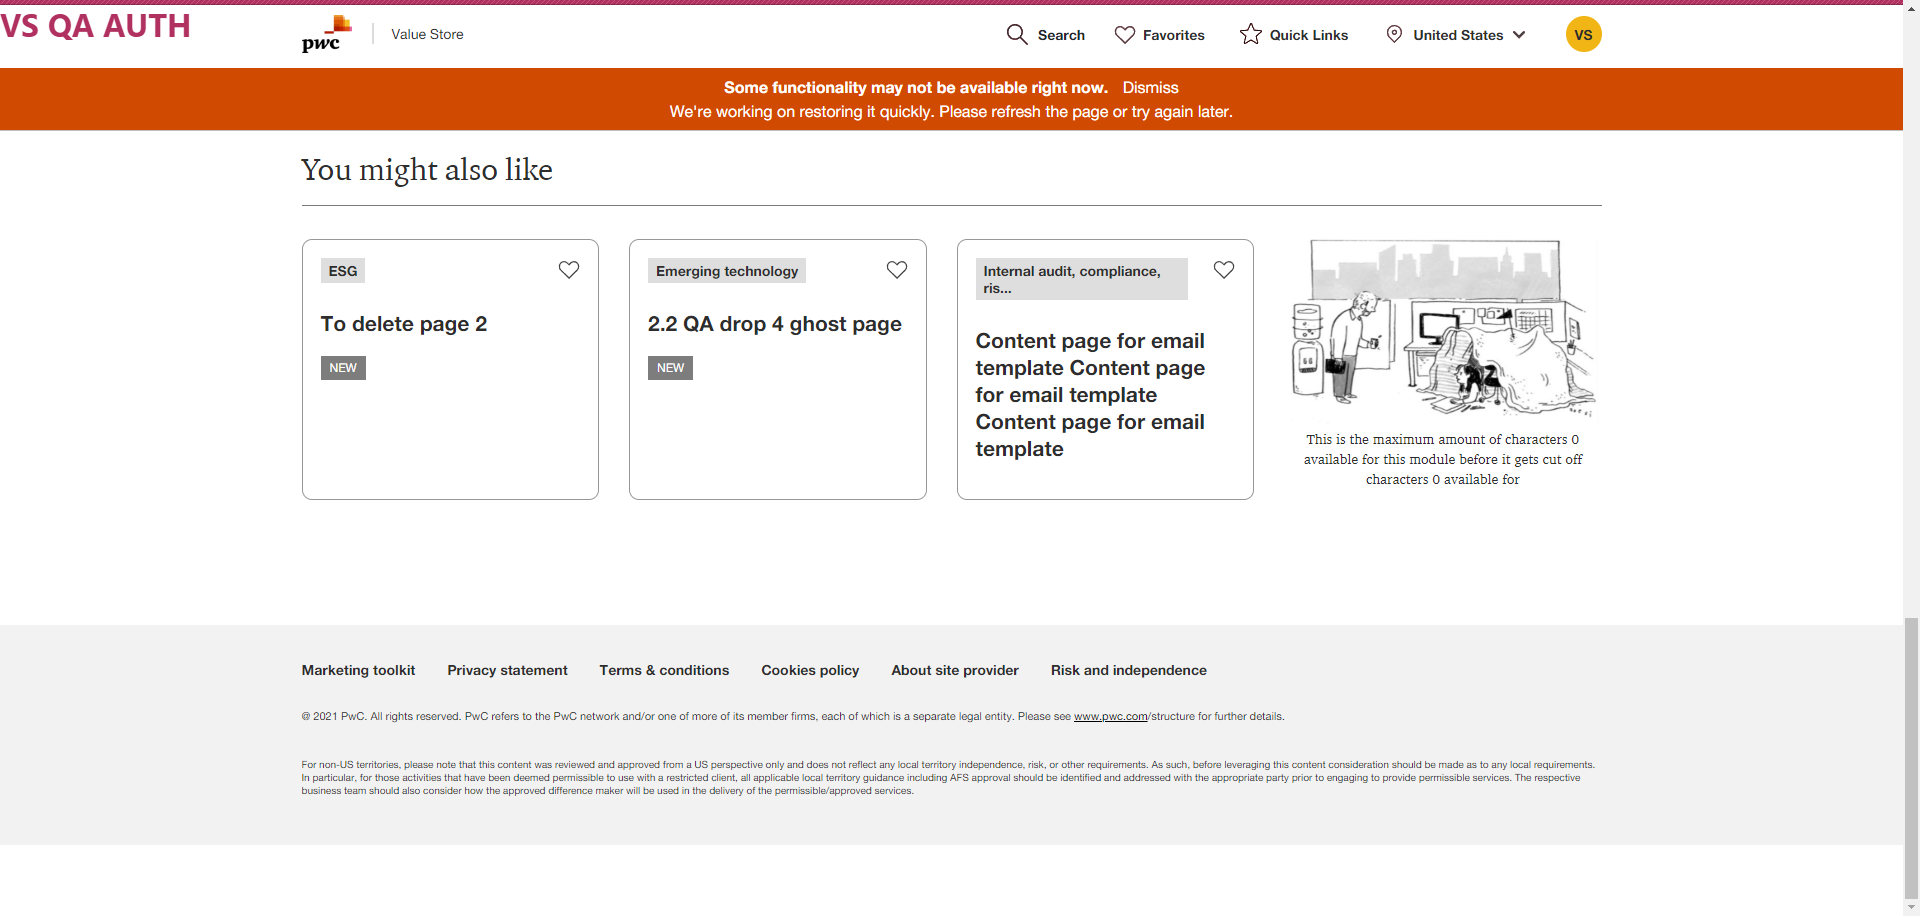 VS QA AUTH
pwc
Value Store
Search
Favorites
Quick Links
United States
VS
Some functionality may not be available right now. Dismiss
We're working on restoring it quickly. Please refresh the page or try again later.
You might also like
ESG
To delete page 2
NEW
Emerging technology
2.2 QA drop 4 ghost page
NEW
Internal audit, compliance,
ris...
Content page for email
template Content page
for email template
Content page for email
template
This is the maximum amount of characters 0
available for this module before it gets cut off
characters 0 available for
Marketing toolkit
Privacy statement
Terms & conditions
Cookies policy
About site provider
Risk and independence
@ 2021 PwC. All rights reserved. PwC refers to the PwC network and/or one of more of its member firms, each of which is a separate legal entity. Please see www.pwc.com/structure for further details.
For non-US territories, please note that this content was reviewed and approved from a US perspective only and does not reflect any local territory independence, risk, or other requirements. As such, before leveraging this content consideration should be made as to any local requirements.
In particular, for those activities that have been deemed permissible to use with a restricted client, all applicable local territory guidance including AFS approval should be identified and addressed with the appropriate party prior to engaging to provide permissible services. The respective
business team should also consider how the approved difference maker will be used in the delivery of the permissible/approved services.